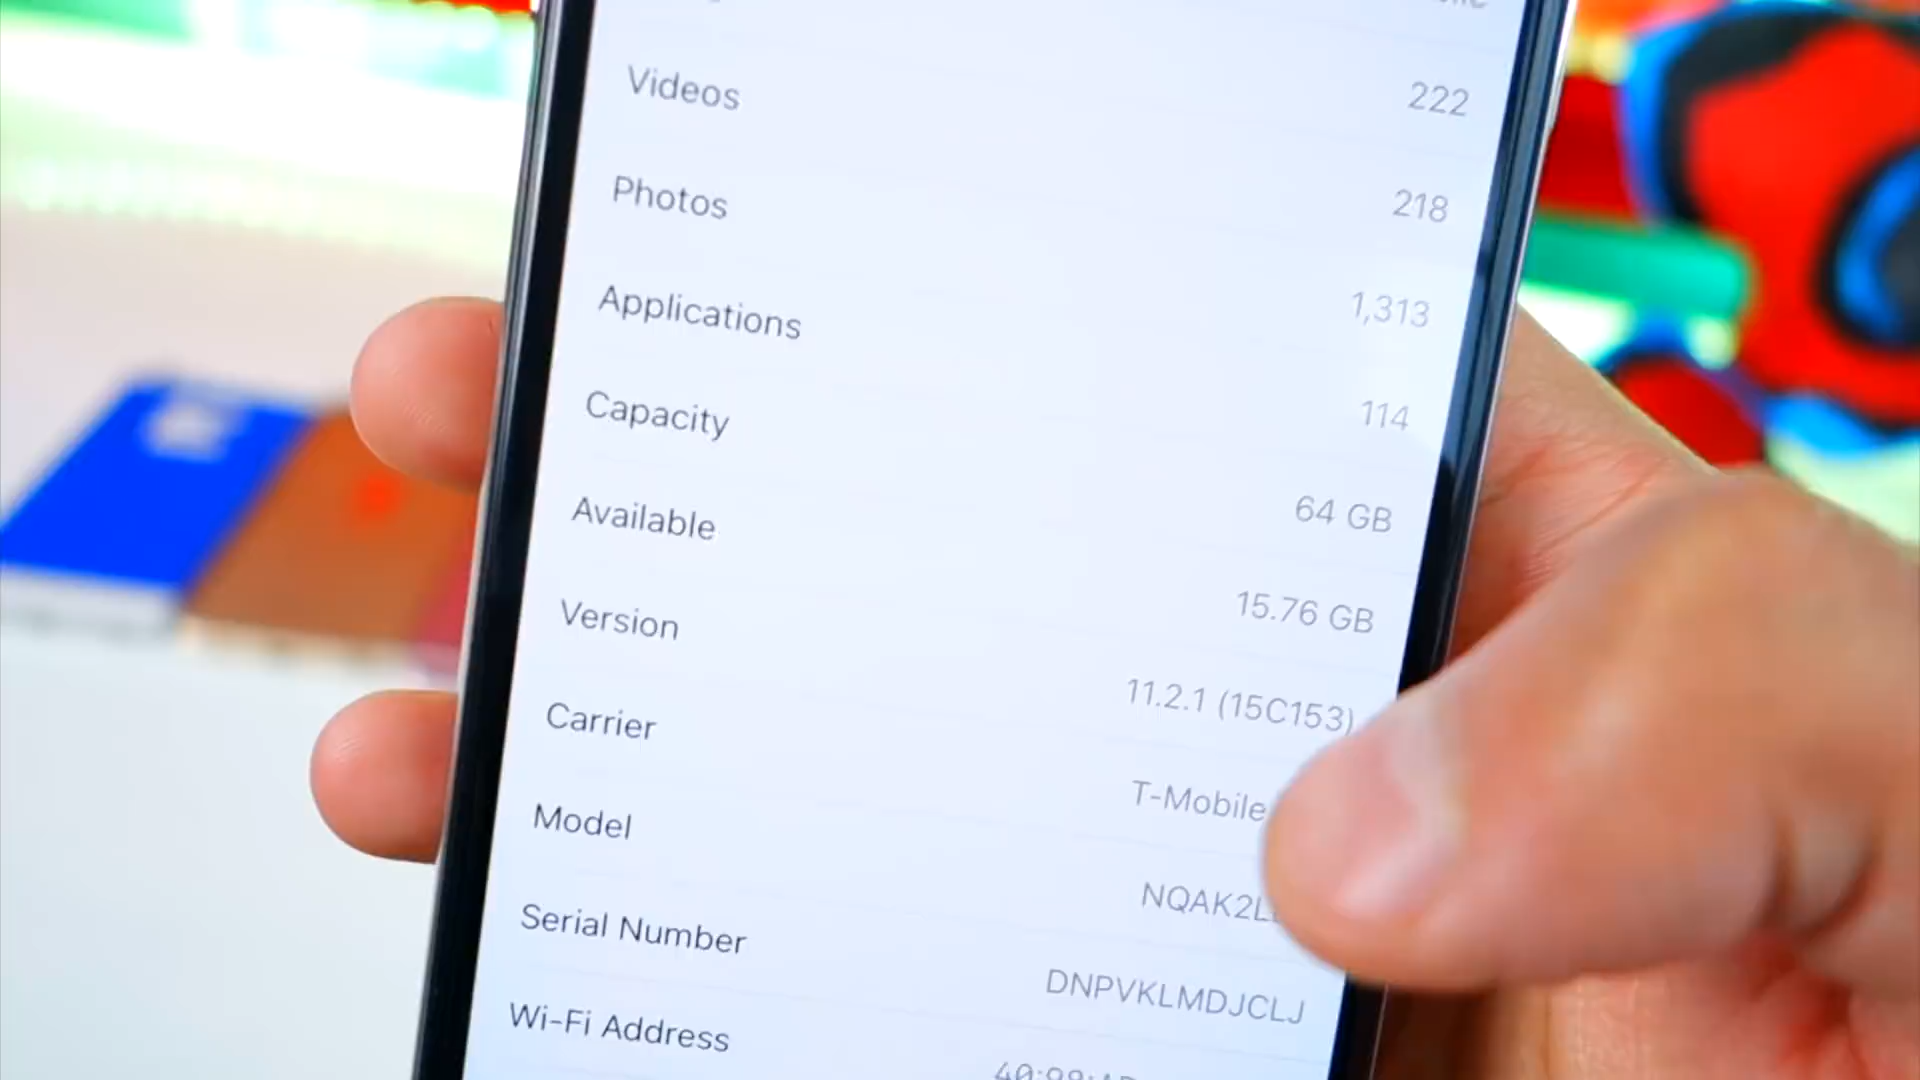 222
Videos 218
Photos 1,313
Applications 114
Capacity 64 GB
Available 15.76 GB
Version 11.2.1 (15C153)
Carrier T-Mobile
Model NQAK2L
Serial Number DNPVKLMDJCLJ
Wi-Fi Address